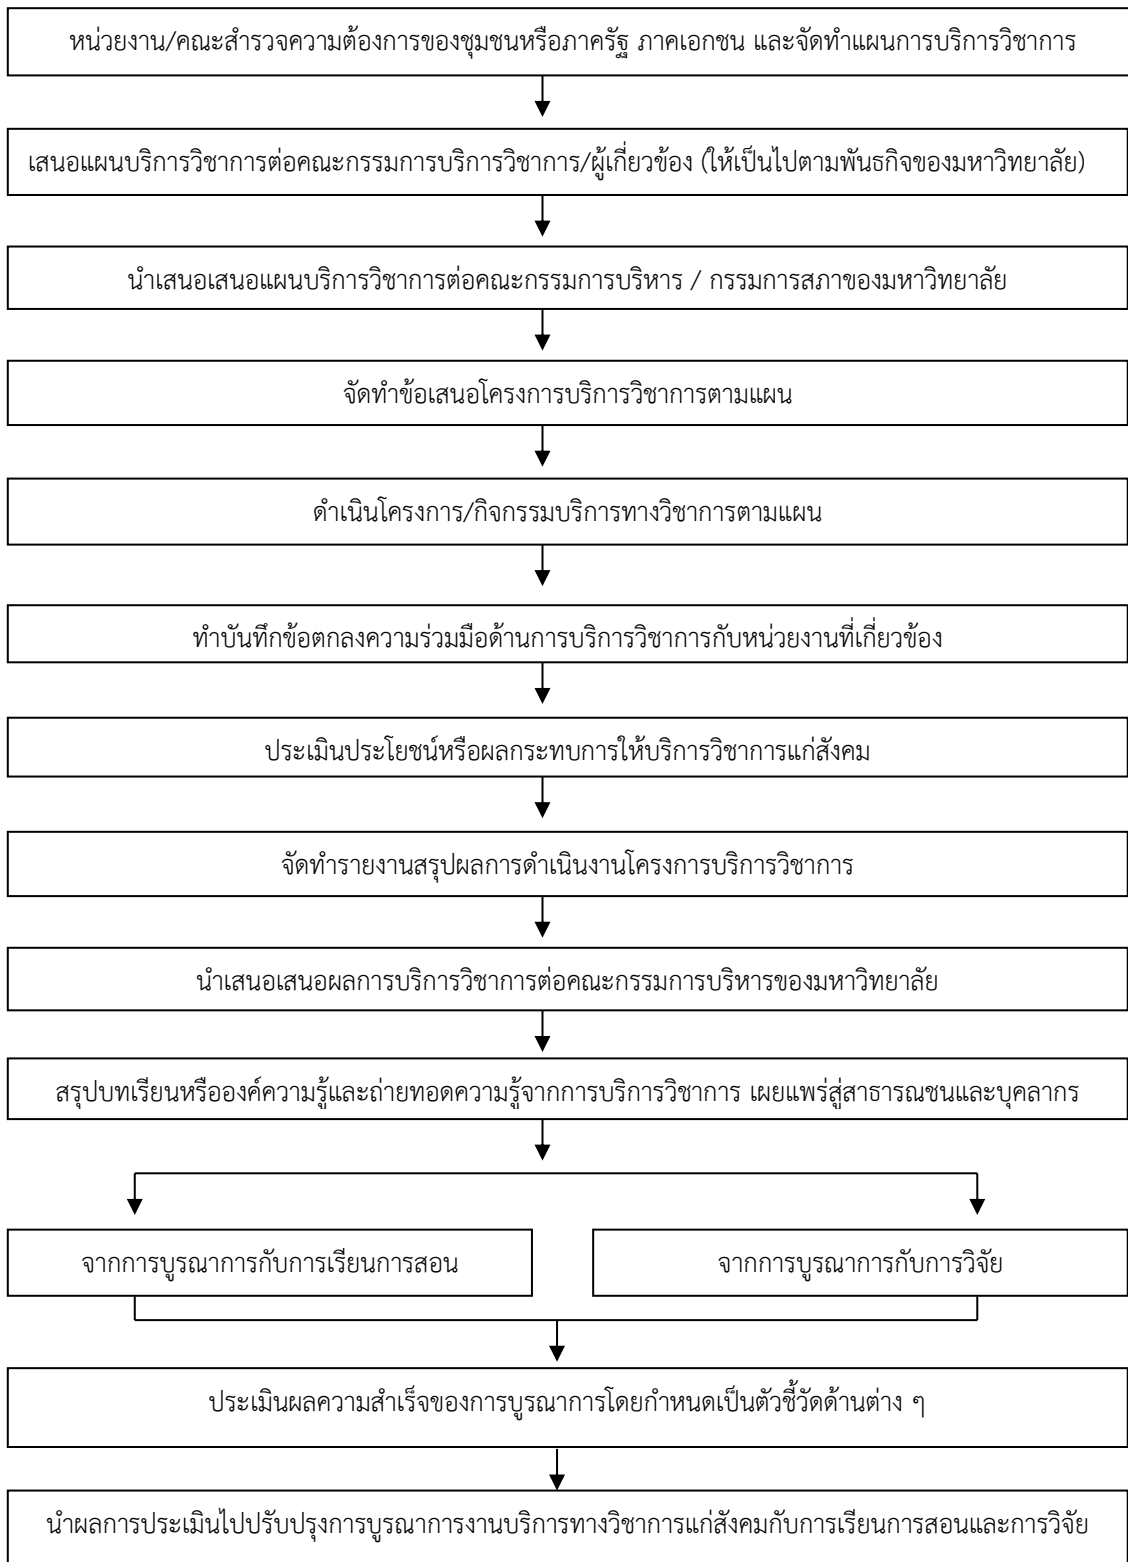 หน่วยงาน/คณะสำรวจความต้องการของชุมชนหรือภาครัฐ ภาคเอกชน และจัดทำแผนการบริการวิชาการ
เสนอแผนบริการวิชาการต่อคณะกรรมการบริการวิชาการ/ผู้เกี่ยวข้อง (ให้เป็นไปตามพันธกิจของมหาวิทยาลัย)
นำเสนอเสนอแผนบริการวิชาการต่อคณะกรรมการบริหาร / กรรมการสภาของมหาวิทยาลัย
จัดทำข้อเสนอโครงการบริการวิชาการตามแผน
ดำเนินโครงการ/กิจกรรมบริการทางวิชาการตามแผน
ทำบันทึกข้อตกลงความร่วมมือด้านการบริการวิชาการกับหน่วยงานที่เกี่ยวข้อง
ประเมินประโยชน์หรือผลกระทบการให้บริการวิชาการแก่สังคม
จัดทำรายงานสรุปผลการดำเนินงานโครงการบริการวิชาการ
นำเสนอเสนอผลการบริการวิชาการต่อคณะกรรมการบริหารของมหาวิทยาลัย
สรุปบทเรียนหรือองค์ความรู้และถ่ายทอดความรู้จากการบริการวิชาการ เผยแพร่สู่สาธารณชนและบุคลากร
จากการบูรณาการกับการเรียนการสอน
จากการบูรณาการกับการวิจัย
ประเมินผลความสำเร็จของการบูรณาการโดยกำหนดเป็นตัวชี้วัดด้านต่าง ๆ
นำผลการประเมินไปปรับปรุงการบูรณาการงานบริการทางวิชาการแก่สังคมกับการเรียนการสอนและการวิจัย